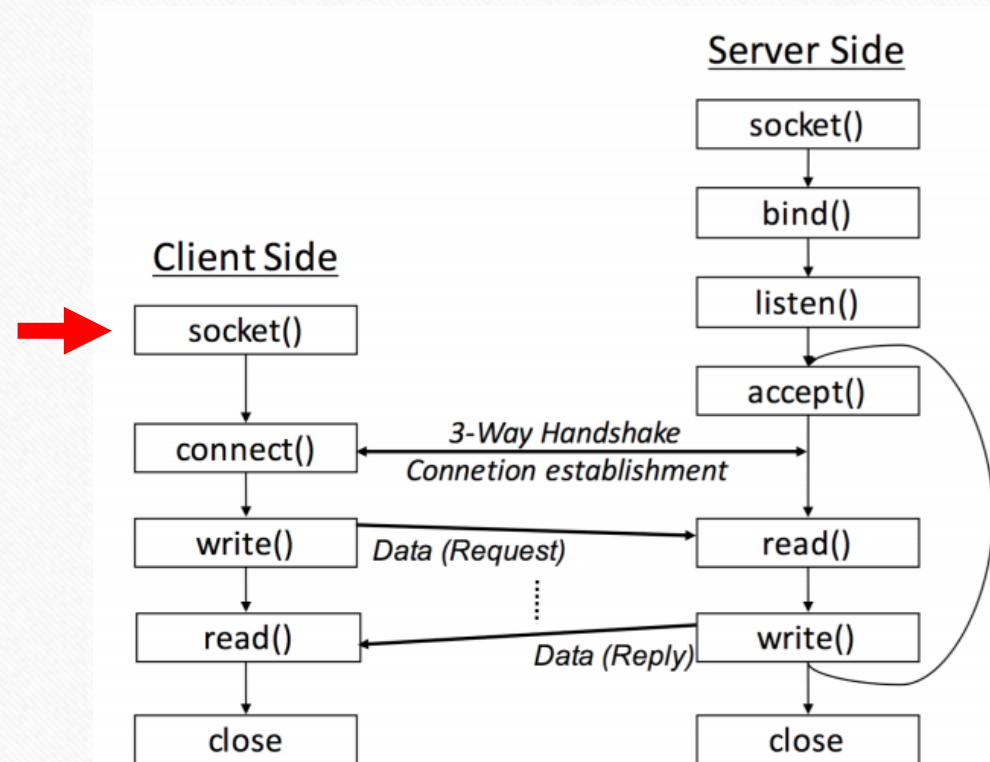 Server Side
socket()
bind()
listen()
accept()
Client Side
socket()
connect()
3-Way Handshake
Connetion establishment
write()
Data (Request)
read()
read()
Data (Reply)
write()
close
close